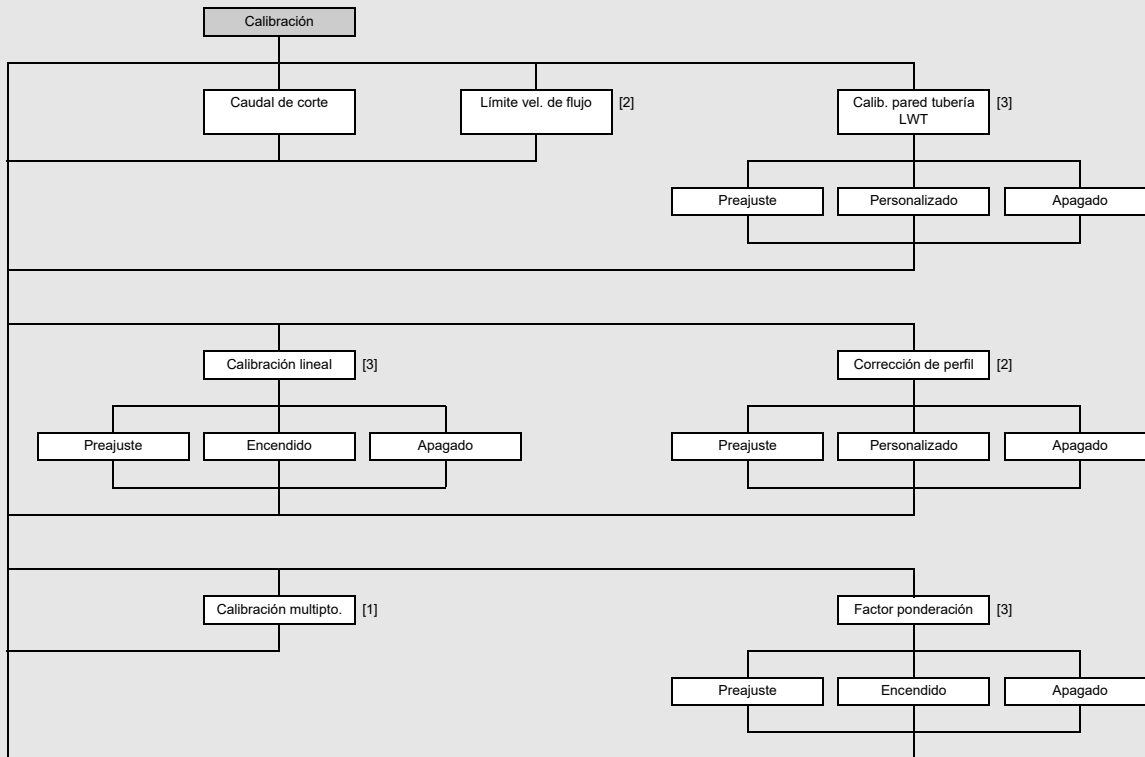 Calibración
Caudal de corte
Límite vel. de flujo
[2]
Calib. pared tubería
LWT
[3]
Preajuste
Personalizado
Apagado
Calibración lineal
[3]
Corrección de perfil
[2]
Preajuste
Encendido
Apagado
Preajuste
Personalizado
Apagado
Calibración multipto.
[1]
Factor ponderación
[3]
Preajuste
Encendido
Apagado